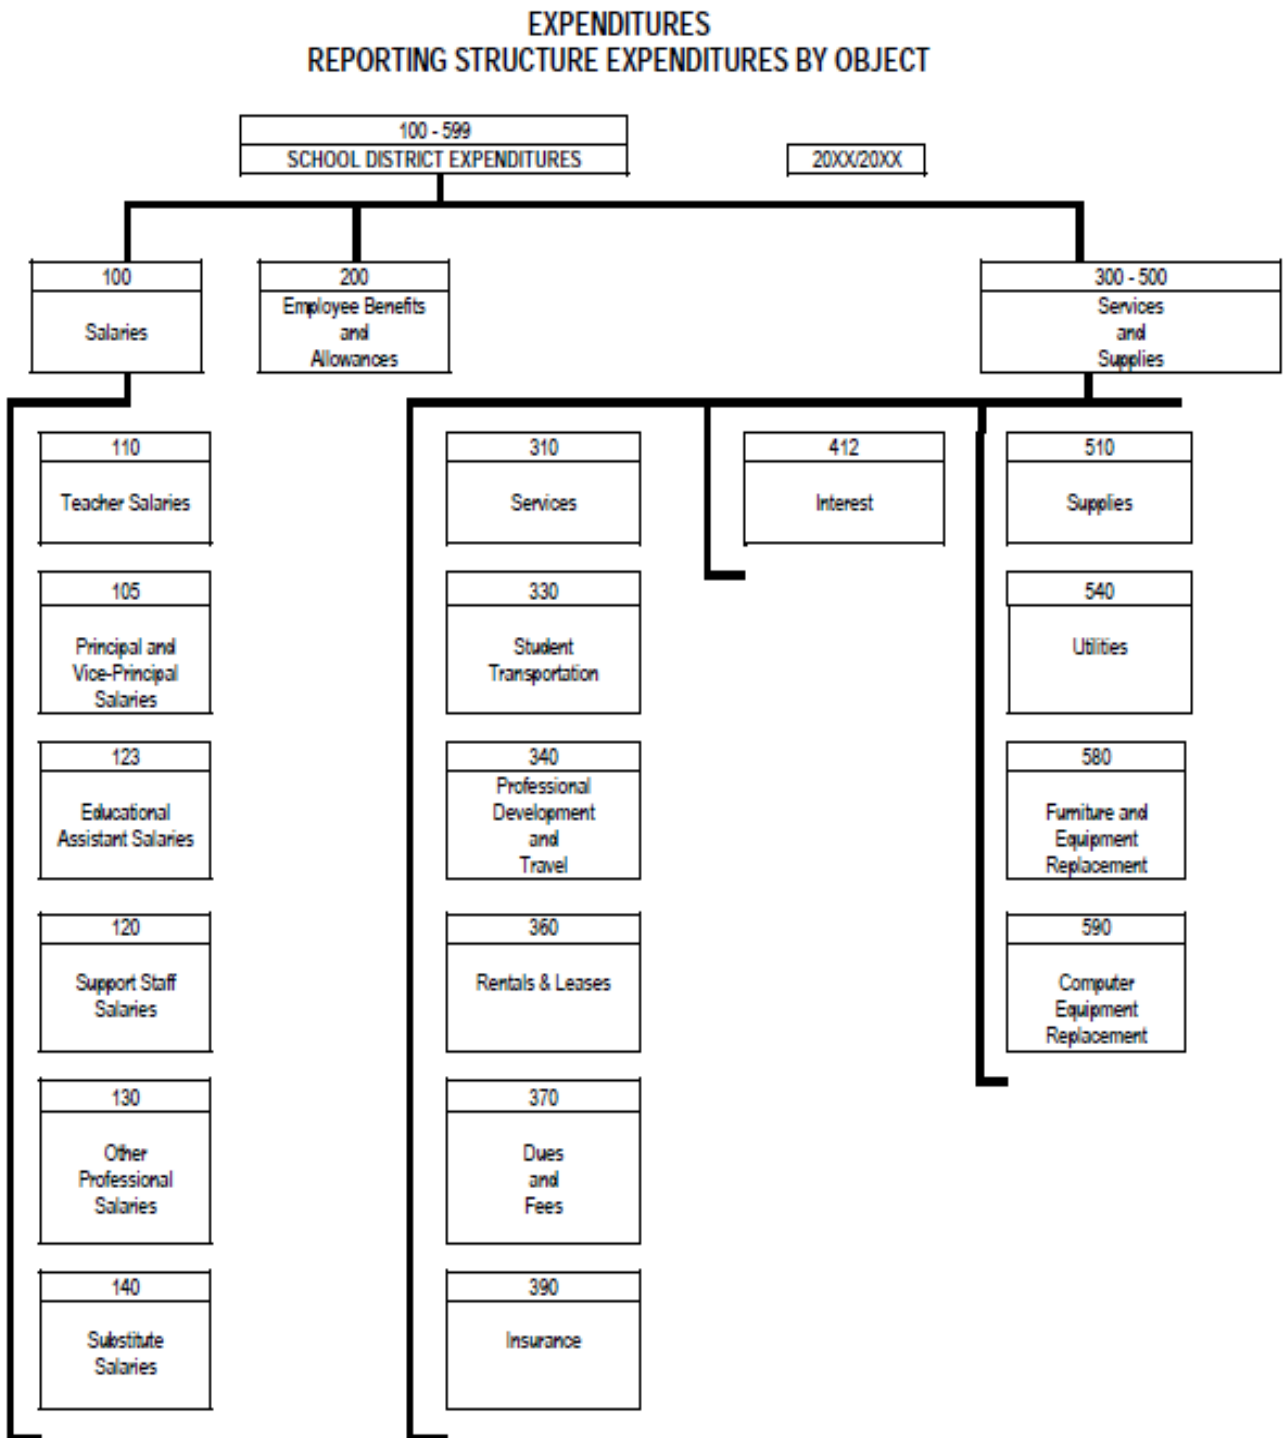 EXPENDITURES
REPORTING STRUCTURE EXPENDITURES BY OBJECT
100 - 599
SCHOOL DISTRICT EXPENDITURES
20XX/20XX
100
Salaries
200
Employee Benefits
and
Allowances
300 - 500
Services
and
Supplies
110
Teacher Salaries
105
Principal and
Vice-Principal
Salaries
123
Educational
Assistant Salaries
120
Support Staff
Salaries
130
Other
Professional
Salaries
140
Substitute
Salaries
310
Services
330
Student
Transportation
340
Professional
Development
and
Travel
360
Rentals & Leases
370
Dues
and
Fees
390
Insurance
412
Interest
510
Supplies
540
Utilities
580
Furniture and
Equipment
Replacement
590
Computer
Equipment
Replacement